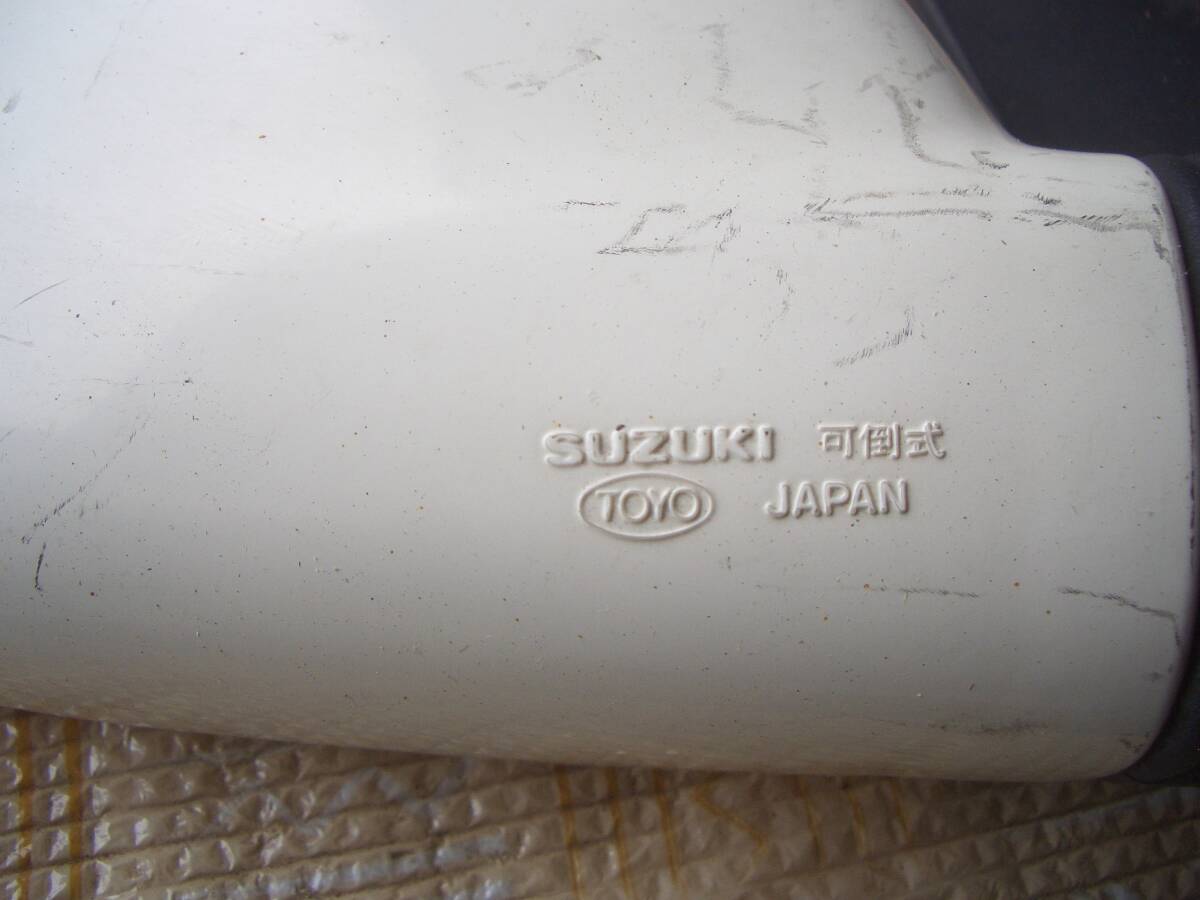 SUZUKI 可倒式
TOYO JAPAN